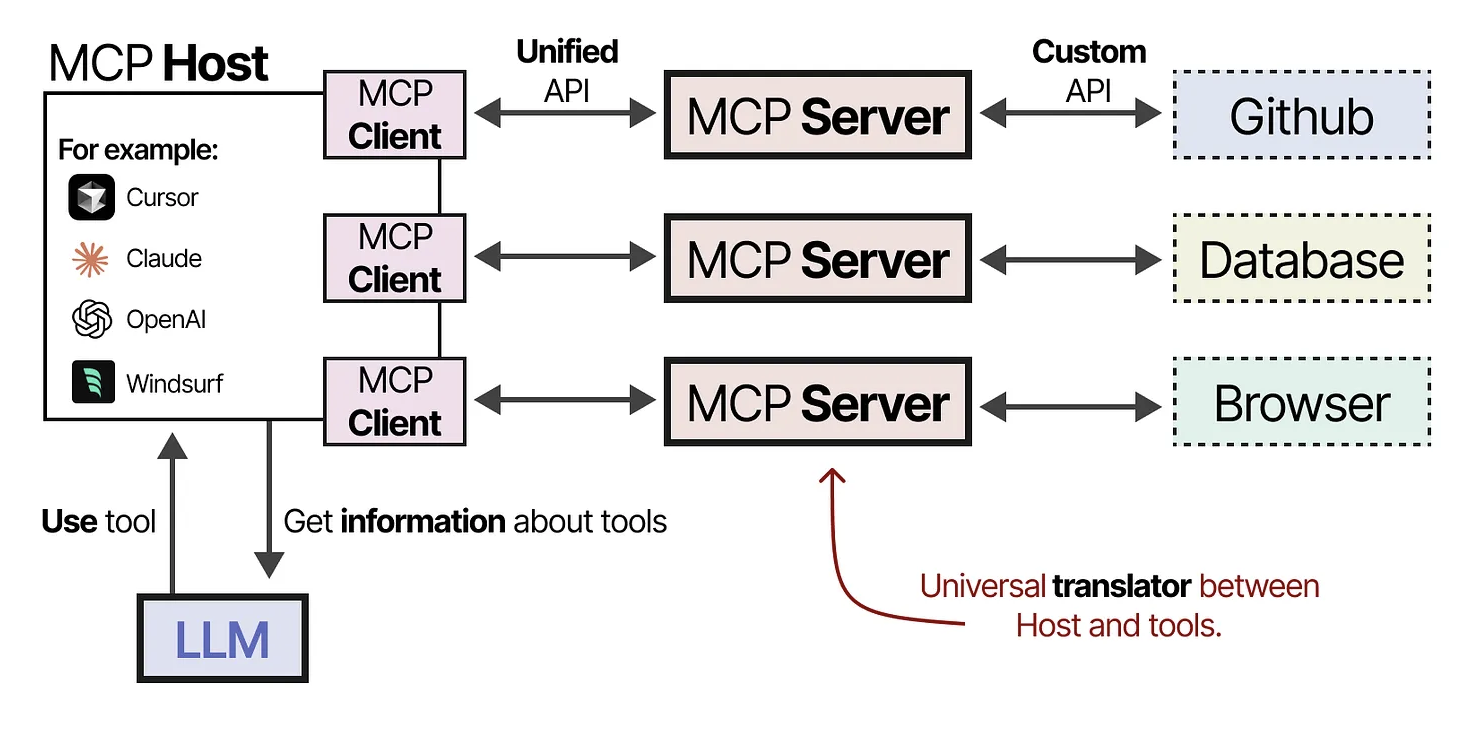 MCP Host
For example:
Cursor
Claude
OpenAI
Windsurf
MCP
Client
MCP
Client
MCP
Client
Unified
API
MCP Server
MCP Server
MCP Server
Custom
API
Github
Database
Browser
Use tool
Get information about tools
LLM
Universal translator between
Host and tools.